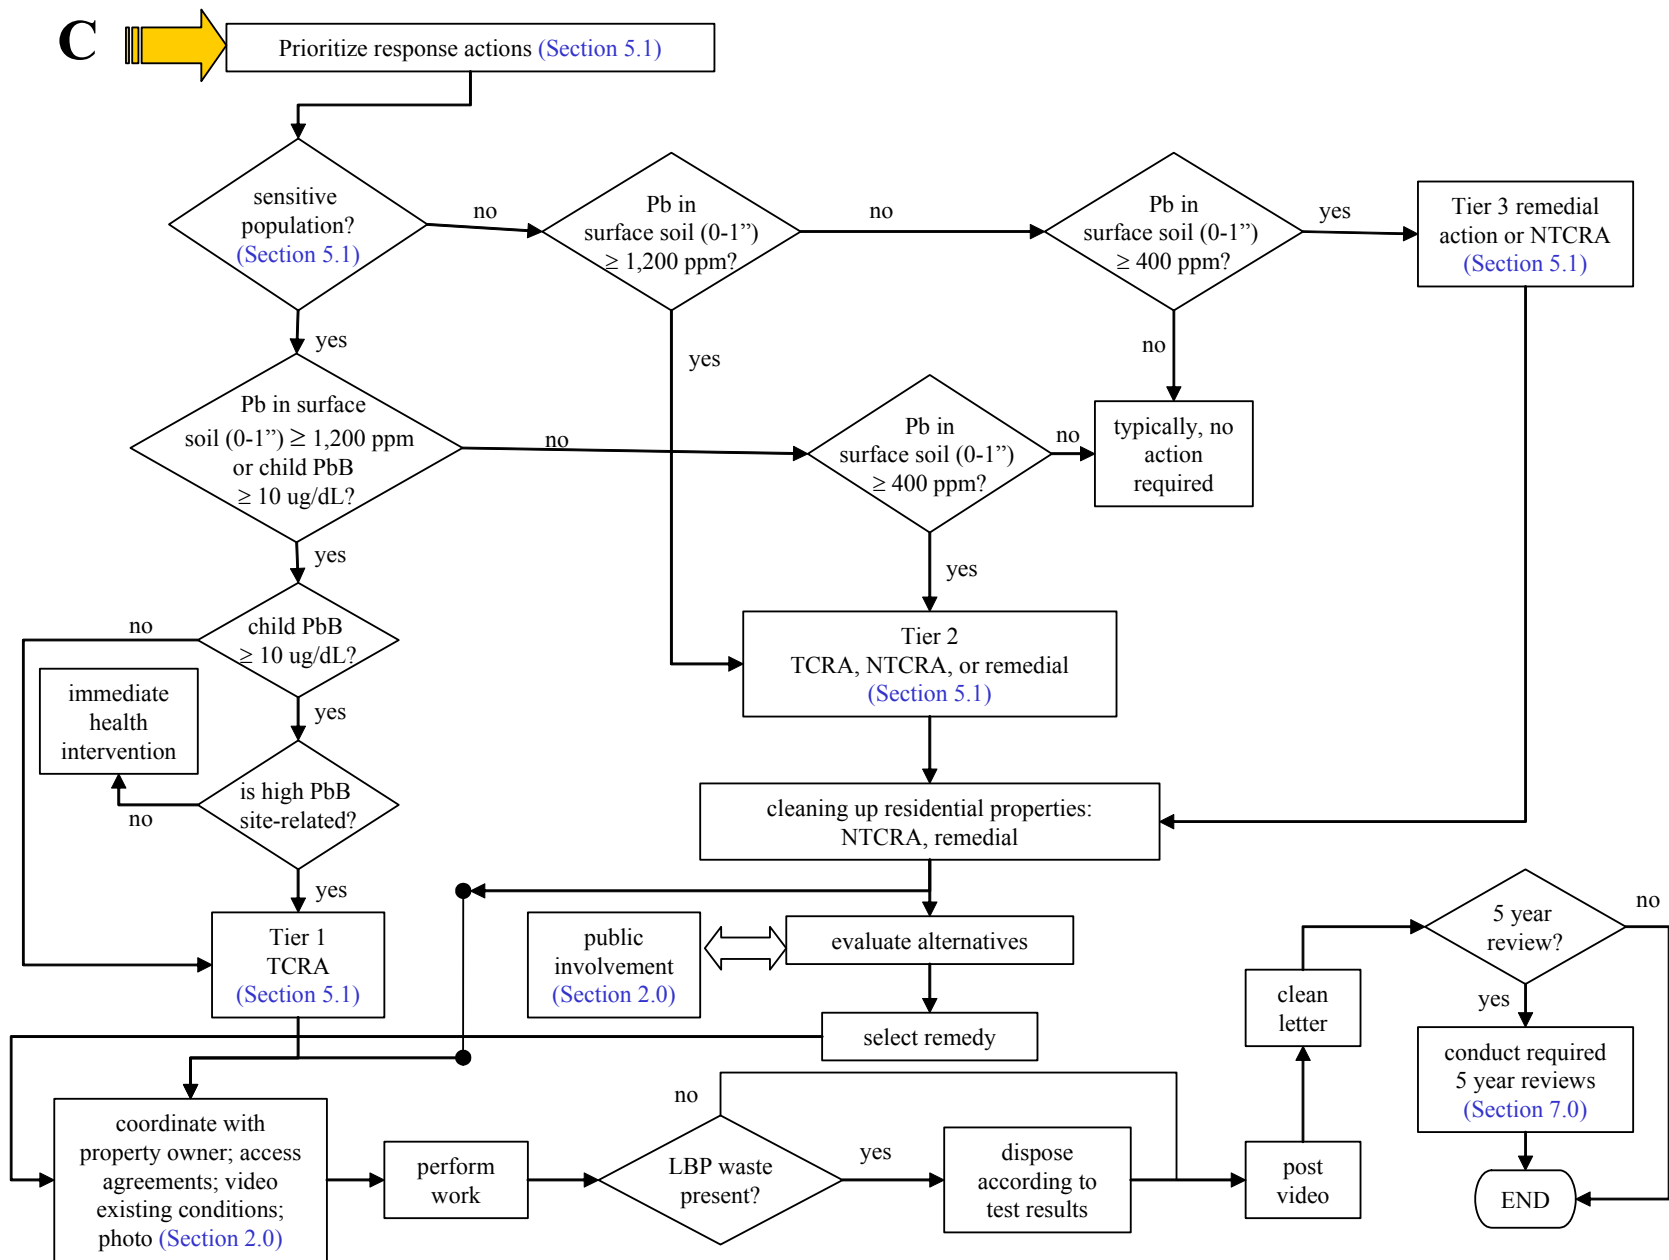 C
Prioritize response actions (Section 5.1)
sensitive
population?
(Section 5.1)
no
Pb in
surface soil (0-1”)
≥ 1,200 ppm?
no
Pb in
surface soil (0-1”)
≥ 400 ppm?
yes
Tier 3 remedial
action or NTCRA
(Section 5.1)
yes
yes
no
Pb in surface
soil (0-1”) ≥ 1,200 ppm
or child PbB
≥ 10 ug/dL?
no
Pb in
surface soil (0-1”)
≥ 400 ppm?
no
typically, no
action
required
yes
yes
child PbB
≥ 10 ug/dL?
no
yes
Tier 2
TCRA, NTCRA, or remedial
(Section 5.1)
immediate
health
intervention
is high PbB
site-related?
no
yes
cleaning up residential properties:
NTCRA, remedial
Tier 1
TCRA
(Section 5.1)
public
involvement
(Section 2.0)
evaluate alternatives
select remedy
5 year
review?
no
yes
clean
letter
conduct required
5 year reviews
(Section 7.0)
coordinate with
property owner; access
agreements; video
existing conditions;
photo (Section 2.0)
perform
work
no
LBP waste
present?
yes
dispose
according to
test results
post
video
END